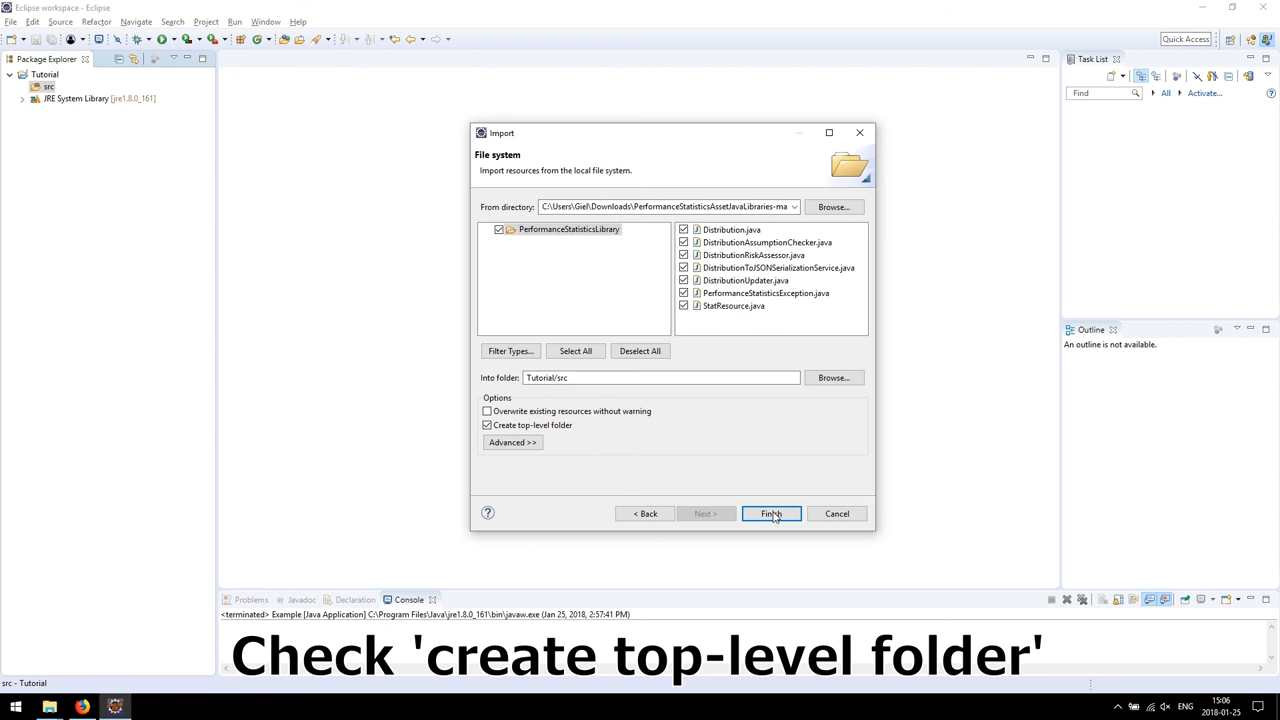 Eclipse workspace - Eclipse
File Edit Source Refactor Navigate Search Project Run Window Help
Quick Access
Package Explorer
Tutorial
src
JRE System Library [jre1.8.0_161]
Task List
Find
All
Activate...
Import
File system
Import resources from the local file system.
From directory: C:\Users\Giel\Downloads\PerformanceStatisticsAssetJavaLibraries-ma Browse...
PerformanceStatisticsLibrary
Distribution.java
DistributionAssumptionChecker.java
DistributionRiskAssessor.java
DistributionToJSONSerializationService.java
DistributionUpdater.java
PerformanceStatisticsException.java
StatResource.java
Filter Types... Select All Deselect All
Into folder: Tutorial/src Browse...
Options
Overwrite existing resources without warning
Create top-level folder
Advanced >>
< Back Next > Finish Cancel
Outline
An outline is not available.
Problems Javadoc Declaration Console
<terminated> Example [Java Application] C:\Program Files\Java\jre1.8.0_161\bin\javaw.exe (Jan 25, 2018, 2:57:41 PM)
Check 'create top-level folder'
src - Tutorial
ENG
15:06
2018-01-25